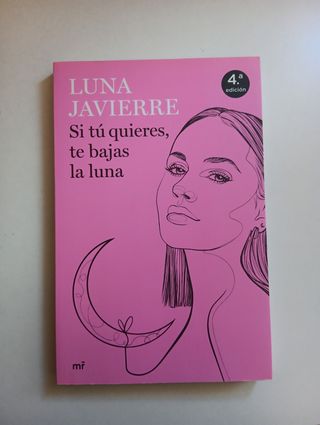 LUNA
JAVIERRE
4.ª
edición
Si tú quieres,
te bajas
la luna
mr